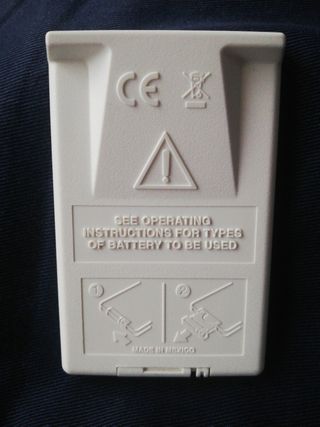 CE
!
SEE OPERATING
INSTRUCTIONS FOR TYPES
OF BATTERY TO BE USED
1 2
MADE IN MEXICO